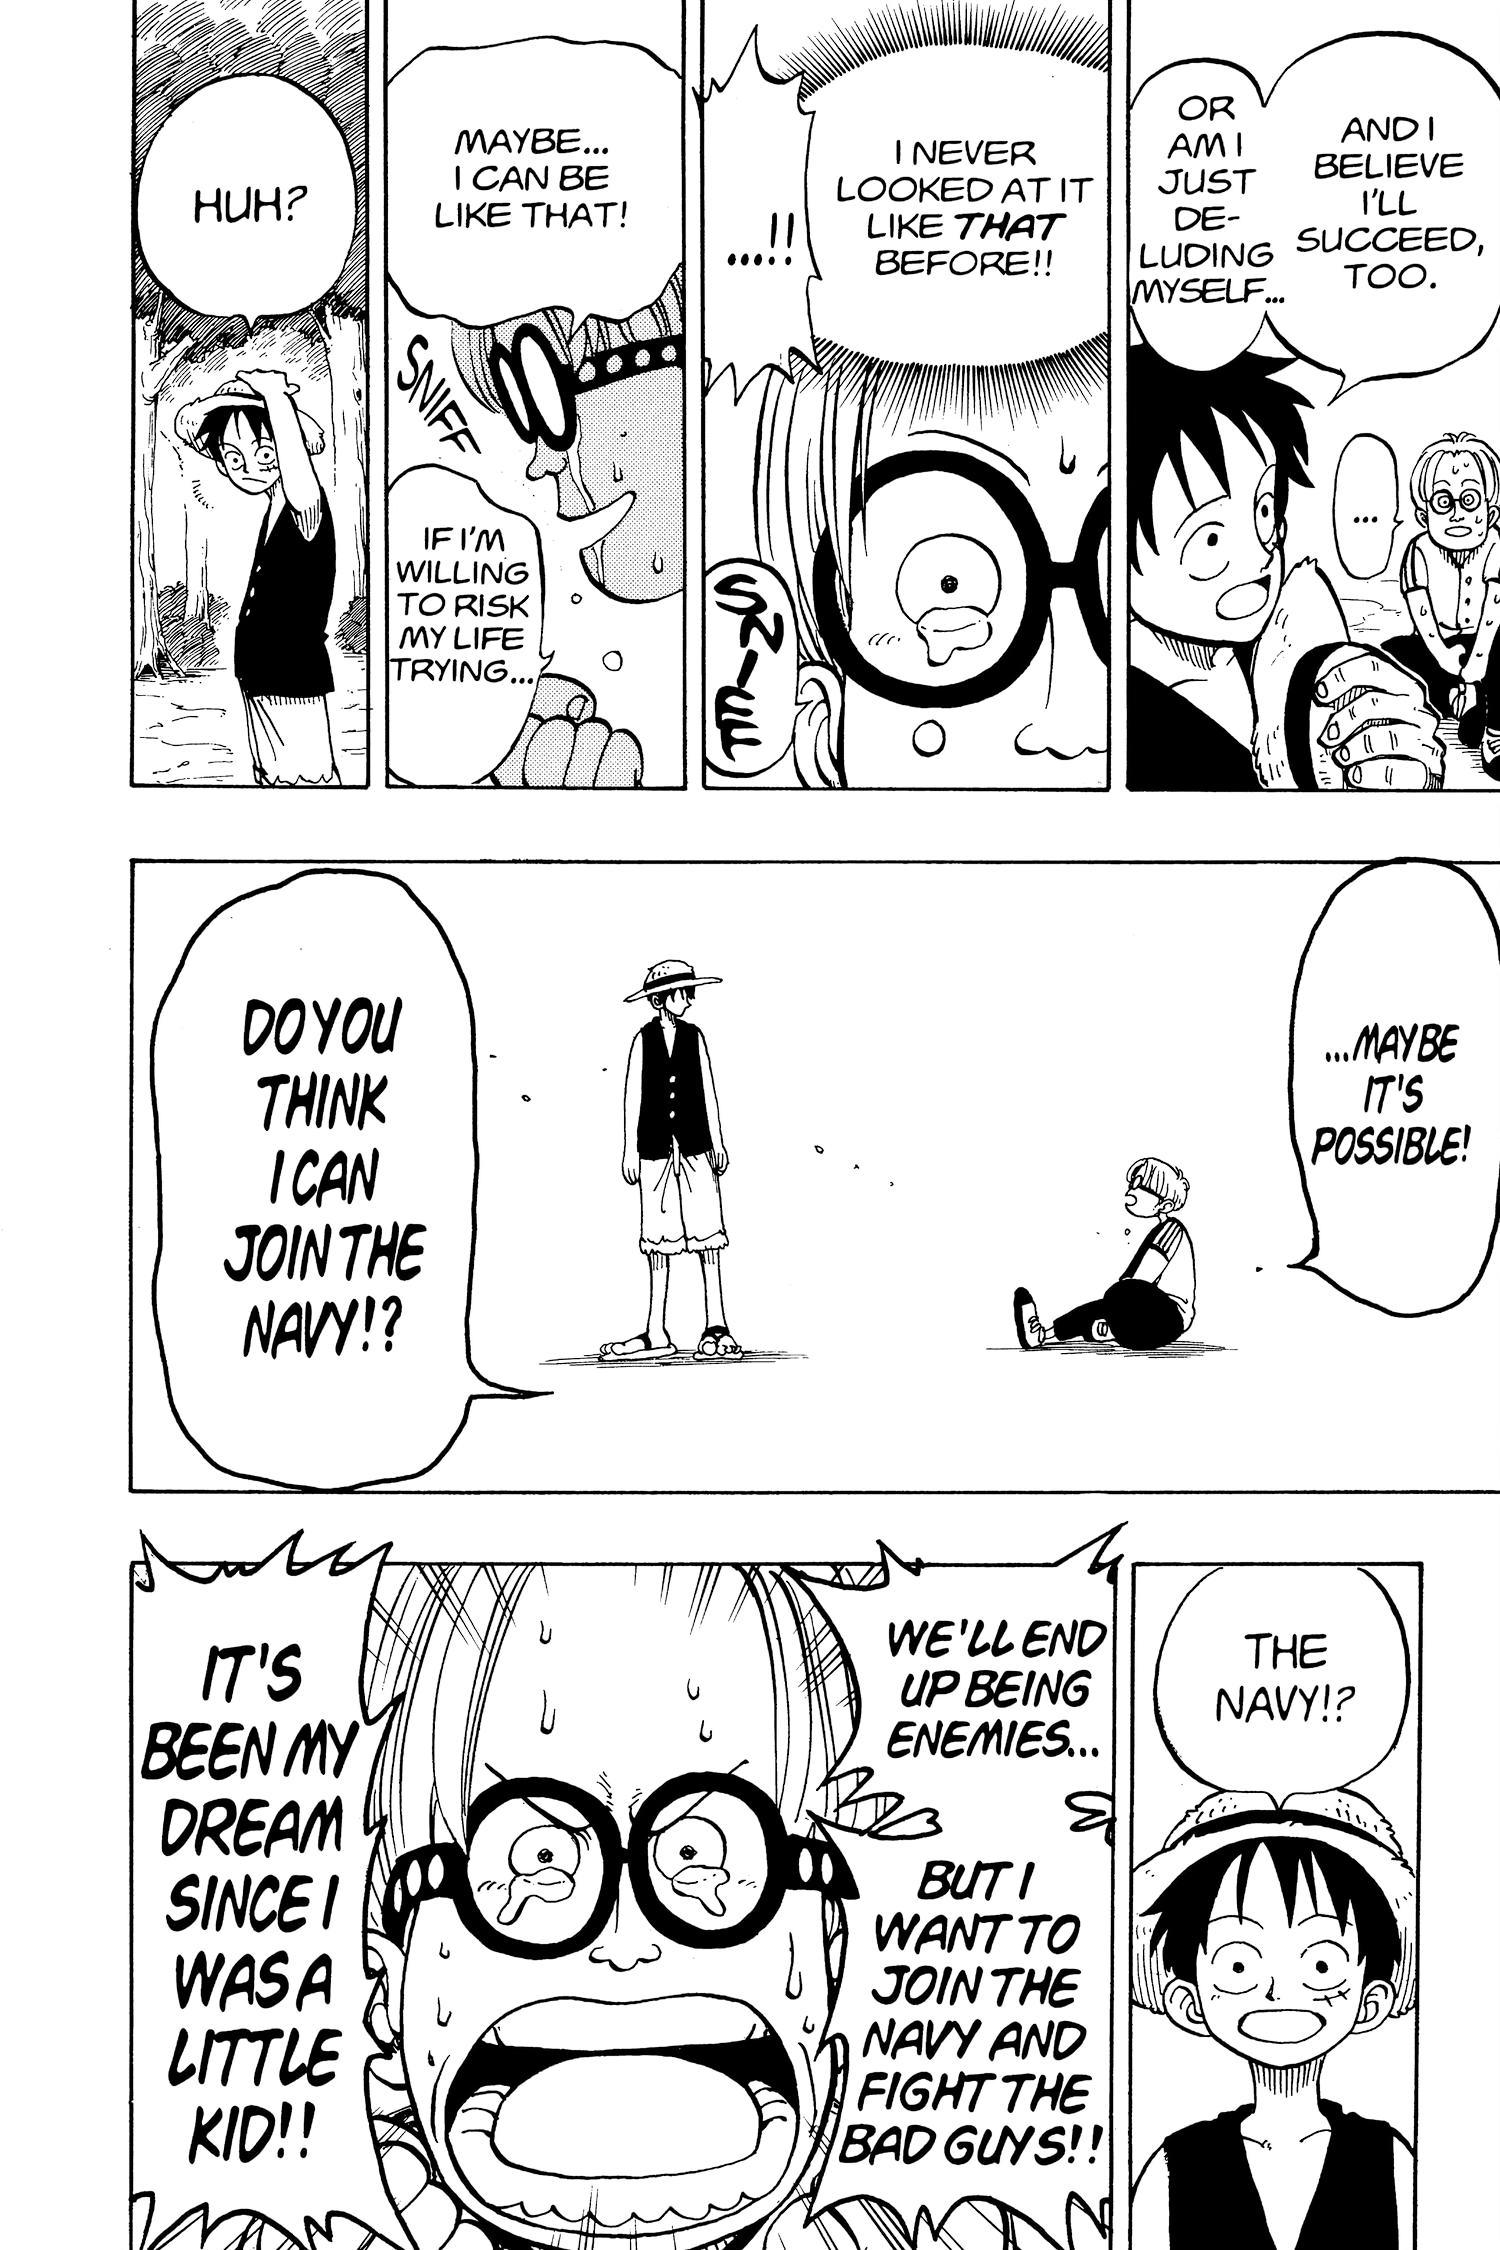 AND I
BELIEVE
I'LL
SUCCEED,
TOO.
OR
AM I
JUST
DE-
LUDING
MYSELF...
...
I NEVER
LOOKED AT IT
LIKE THAT
BEFORE!!
....!!
SNIFF
MAYBE...
I CAN BE
LIKE THAT!
SNIFF
IF I'M
WILLING
TO RISK
MY LIFE
TRYING...
HUH?
...MAYBE
IT'S
POSSIBLE!
DO YOU
THINK
I CAN
JOIN THE
NAVY!?
THE
NAVY!?
WE'LL END
UP BEING
ENEMIES...
BUT I
WANT TO
JOIN THE
NAVY AND
FIGHT THE
BAD GUYS!!
IT'S
BEEN MY
DREAM
SINCE I
WAS A
LITTLE
KID!!